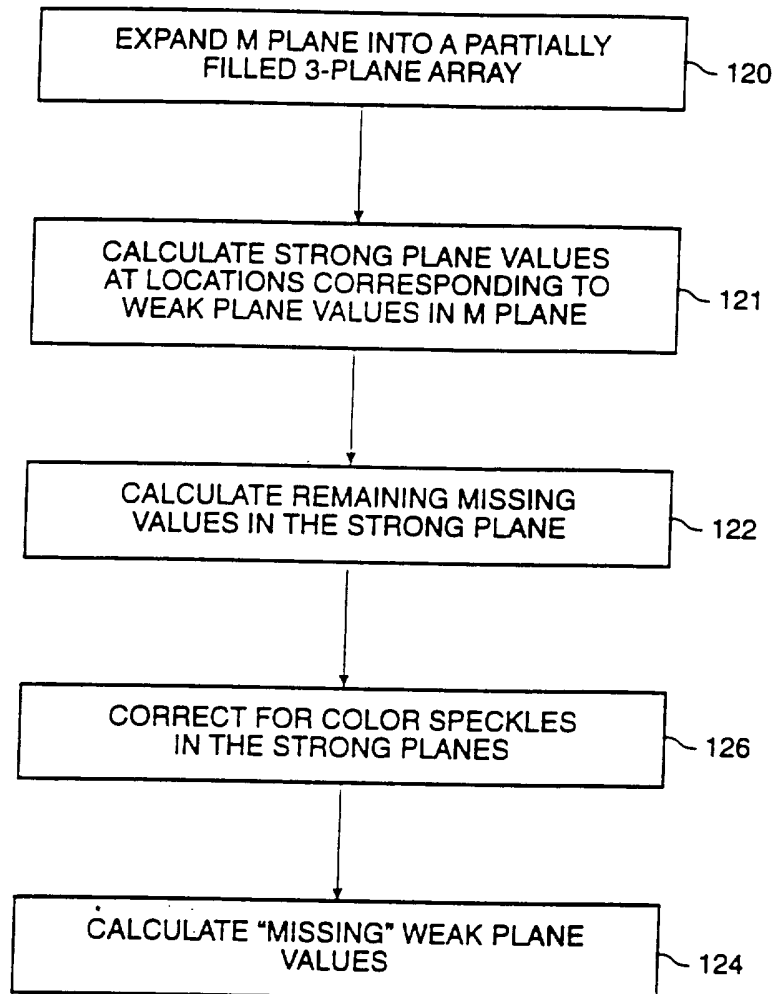 EXPAND M PLANE INTO A PARTIALLY
FILLED 3-PLANE ARRAY
120
CALCULATE STRONG PLANE VALUES
AT LOCATIONS CORRESPONDING TO
WEAK PLANE VALUES IN M PLANE
121
CALCULATE REMAINING MISSING
VALUES IN THE STRONG PLANE
122
CORRECT FOR COLOR SPECKLES
IN THE STRONG PLANES
126
CALCULATE "MISSING" WEAK PLANE
VALUES
124